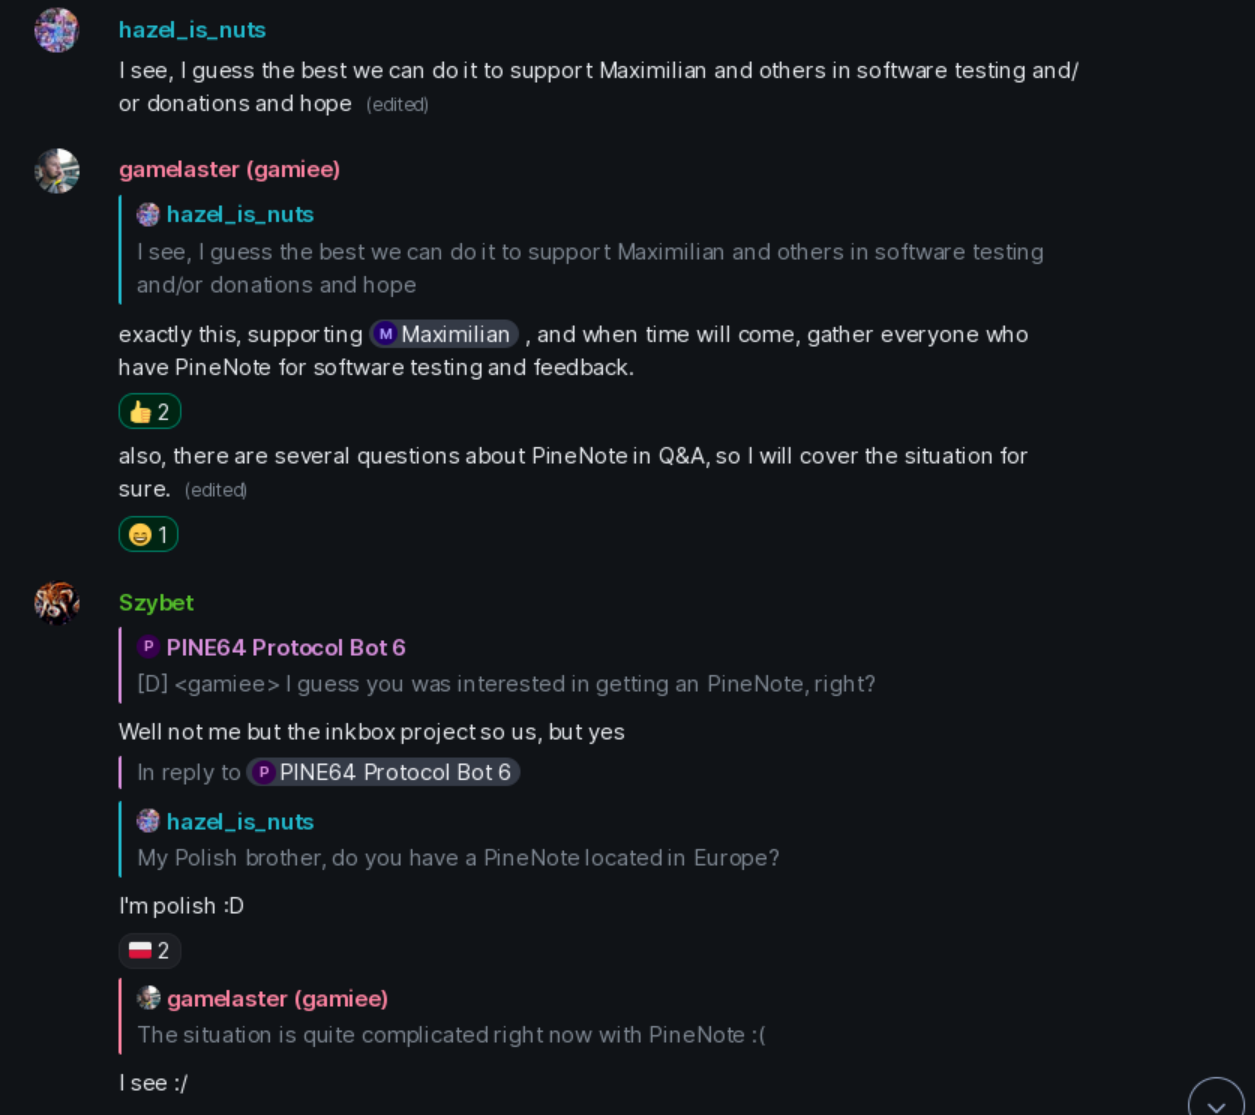 hazel_is_nuts
I see, I guess the best we can do it to support Maximilian and others in software testing and/
or donations and hope (edited)
gamelaster (gamiee)
hazel_is_nuts
I see, I guess the best we can do it to support Maximilian and others in software testing
and/or donations and hope
exactly this, supporting M Maximilian , and when time will come, gather everyone who
have PineNote for software testing and feedback.
👍 2
also, there are several questions about PineNote in Q&A, so I will cover the situation for
sure. (edited)
😄 1
Szybet
P PINE64 Protocol Bot 6
[D] <gamiee> I guess you was interested in getting an PineNote, right?
Well not me but the inkbox project so us, but yes
In reply to P PINE64 Protocol Bot 6
hazel_is_nuts
My Polish brother, do you have a PineNote located in Europe?
I'm polish :D
🇵🇱 2
gamelaster (gamiee)
The situation is quite complicated right now with PineNote :(
I see :/